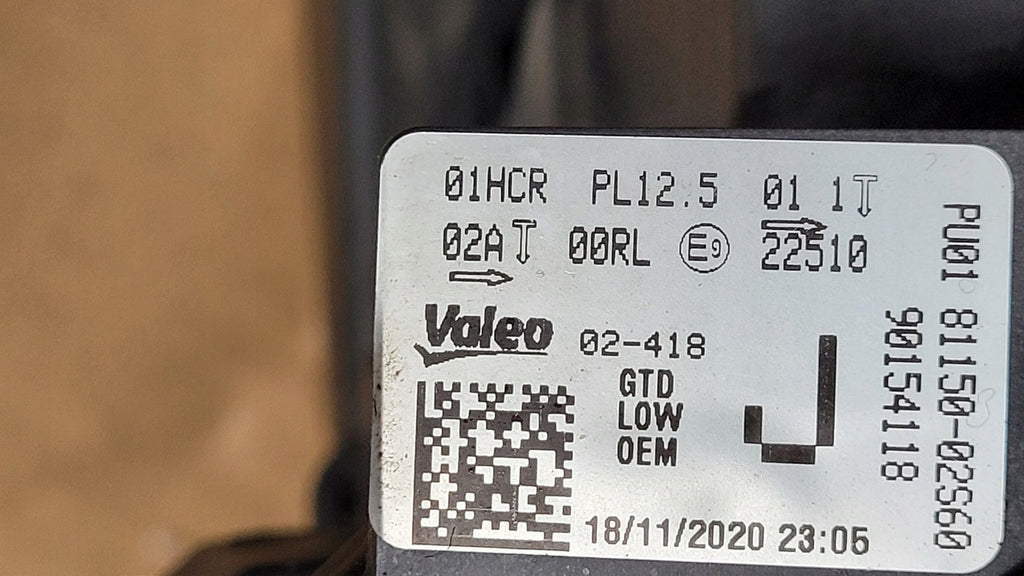 01HCR PL12.5 01 1
02A 00RL E9 22510
Valeo 02-418
GTD
LOW
OEM
J
18/11/2020 23:05
PU01 81150-02S60
90154118